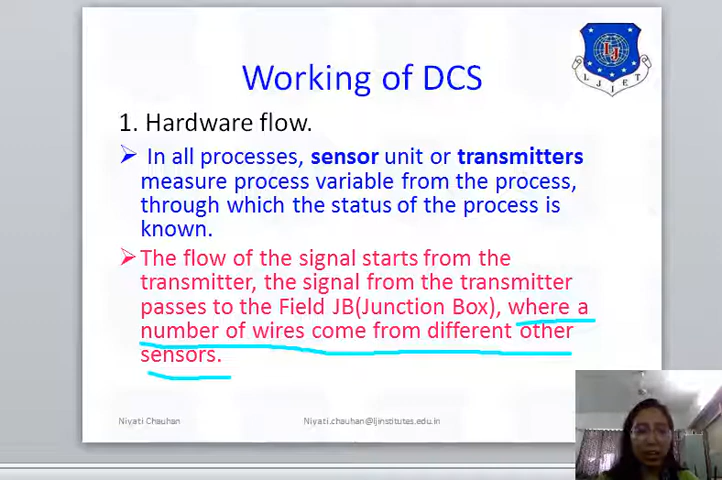 LJIET
Working of DCS
1. Hardware flow.
➢ In all processes, sensor unit or transmitters
measure process variable from the process,
through which the status of the process is
known.
➢ The flow of the signal starts from the
transmitter, the signal from the transmitter
passes to the Field JB(Junction Box), where a
number of wires come from different other
sensors.
Niyati Chauhan
Niyati.chauhan@ljinstitutes.edu.in